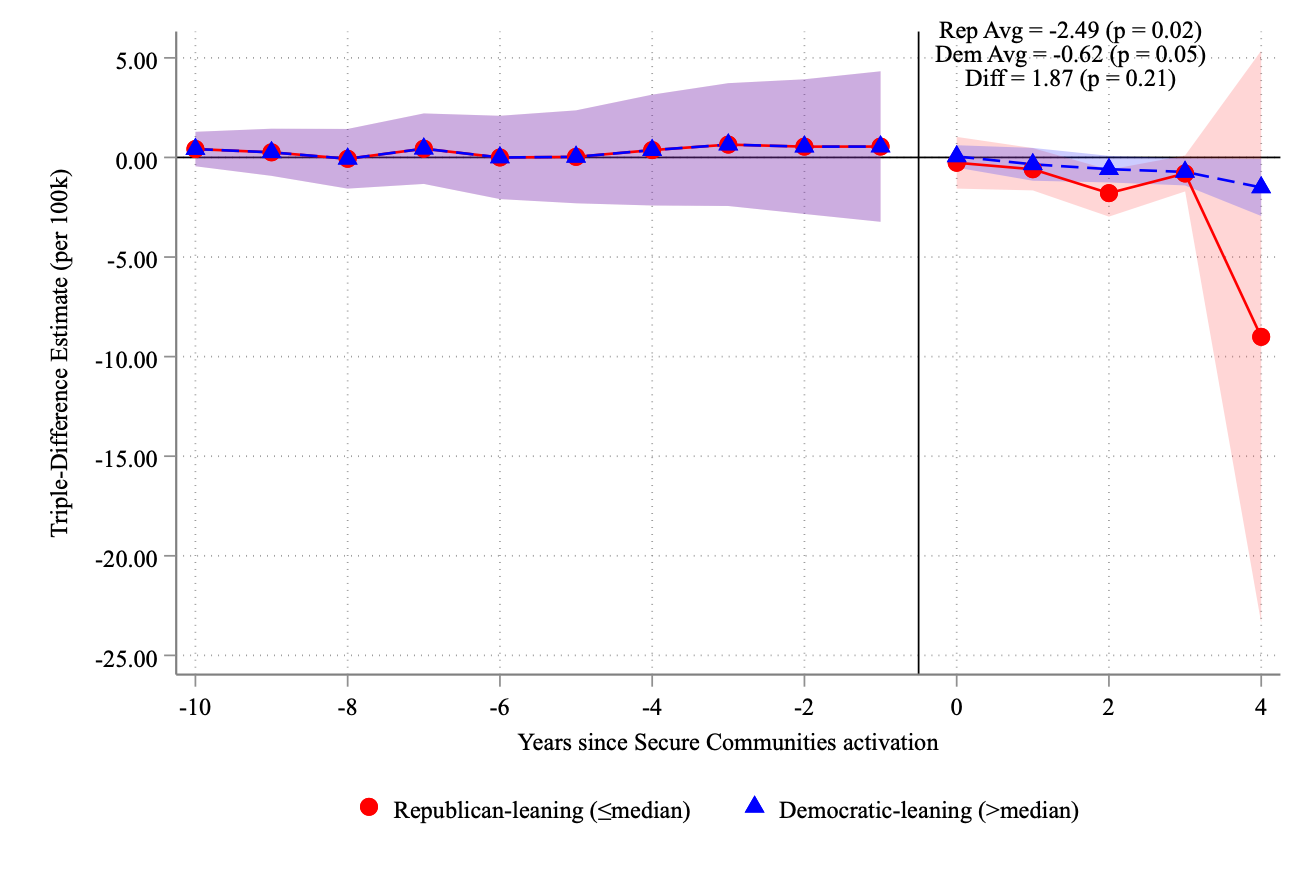 Rep Avg = -2.49 (p = 0.02)
Dem Avg = -0.62 (p = 0.05)
Diff = 1.87 (p = 0.21)
5.00
0.00
-5.00
-10.00
-15.00
-20.00
-25.00
Triple-Difference Estimate (per 100k)
-10 -8 -6 -4 -2 0 2 4
Years since Secure Communities activation
Republican-leaning (≤median) Democratic-leaning (>median)